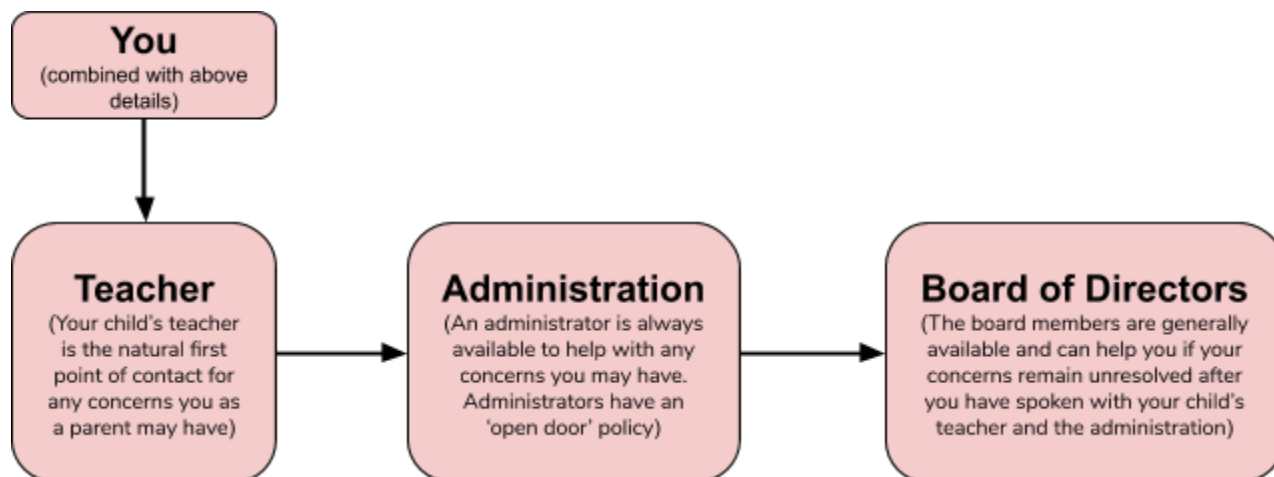 You
(combined with above
details)
Teacher
(Your child's teacher
is the natural first
point of contact for
any concerns you as
a parent may have)
Administration
(An administrator is always
available to help with any
concerns you may have.
Administrators have an
'open door' policy)
Board of Directors
(The board members are generally
available and can help you if your
concerns remain unresolved after
you have spoken with your child's
teacher and the administration)